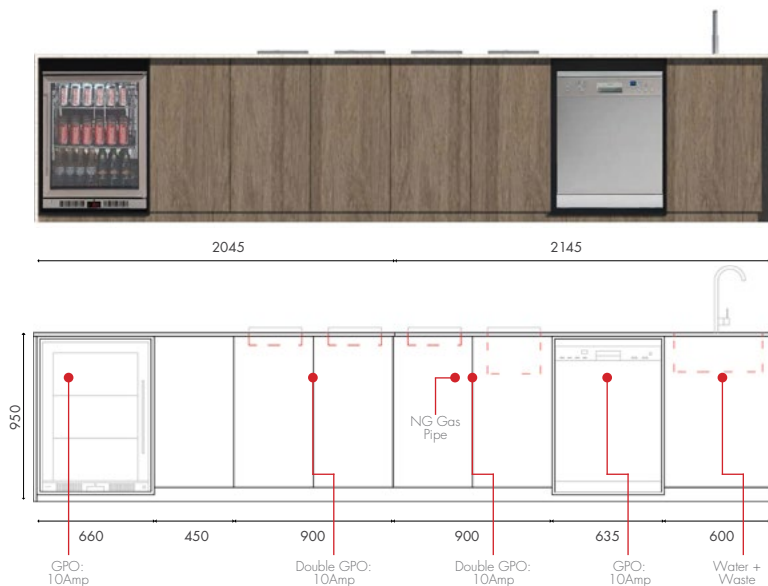 2045
2145
950
NG Gas
Pipe
660
450
900
900
635
600
GPO:
10Amp
Double GPO:
10Amp
Double GPO:
10Amp
GPO:
10Amp
Water +
Waste